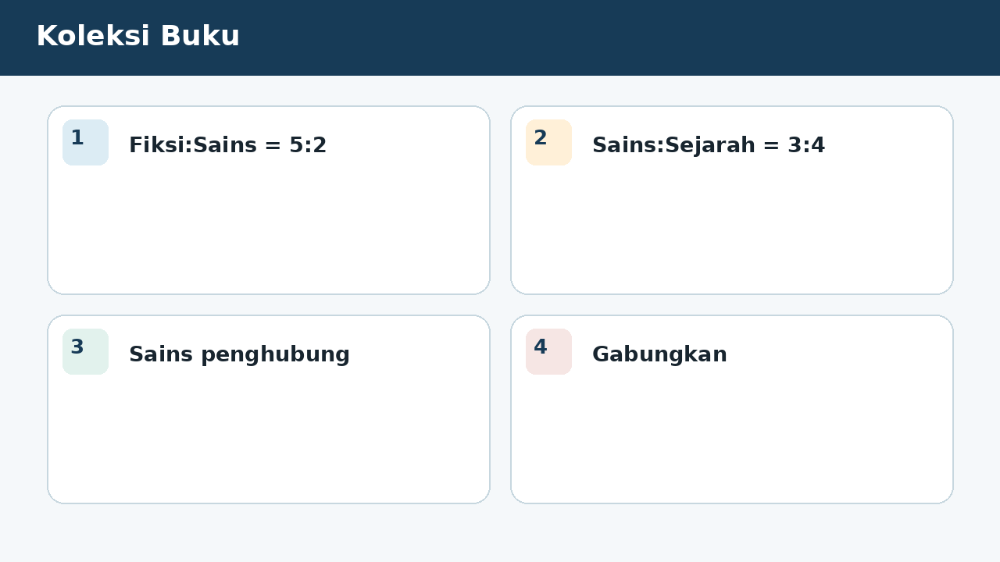 Koleksi Buku
1
Fiksi:Sains = 5:2
2
Sains:Sejarah = 3:4
3
Sains penghubung
4
Gabungkan